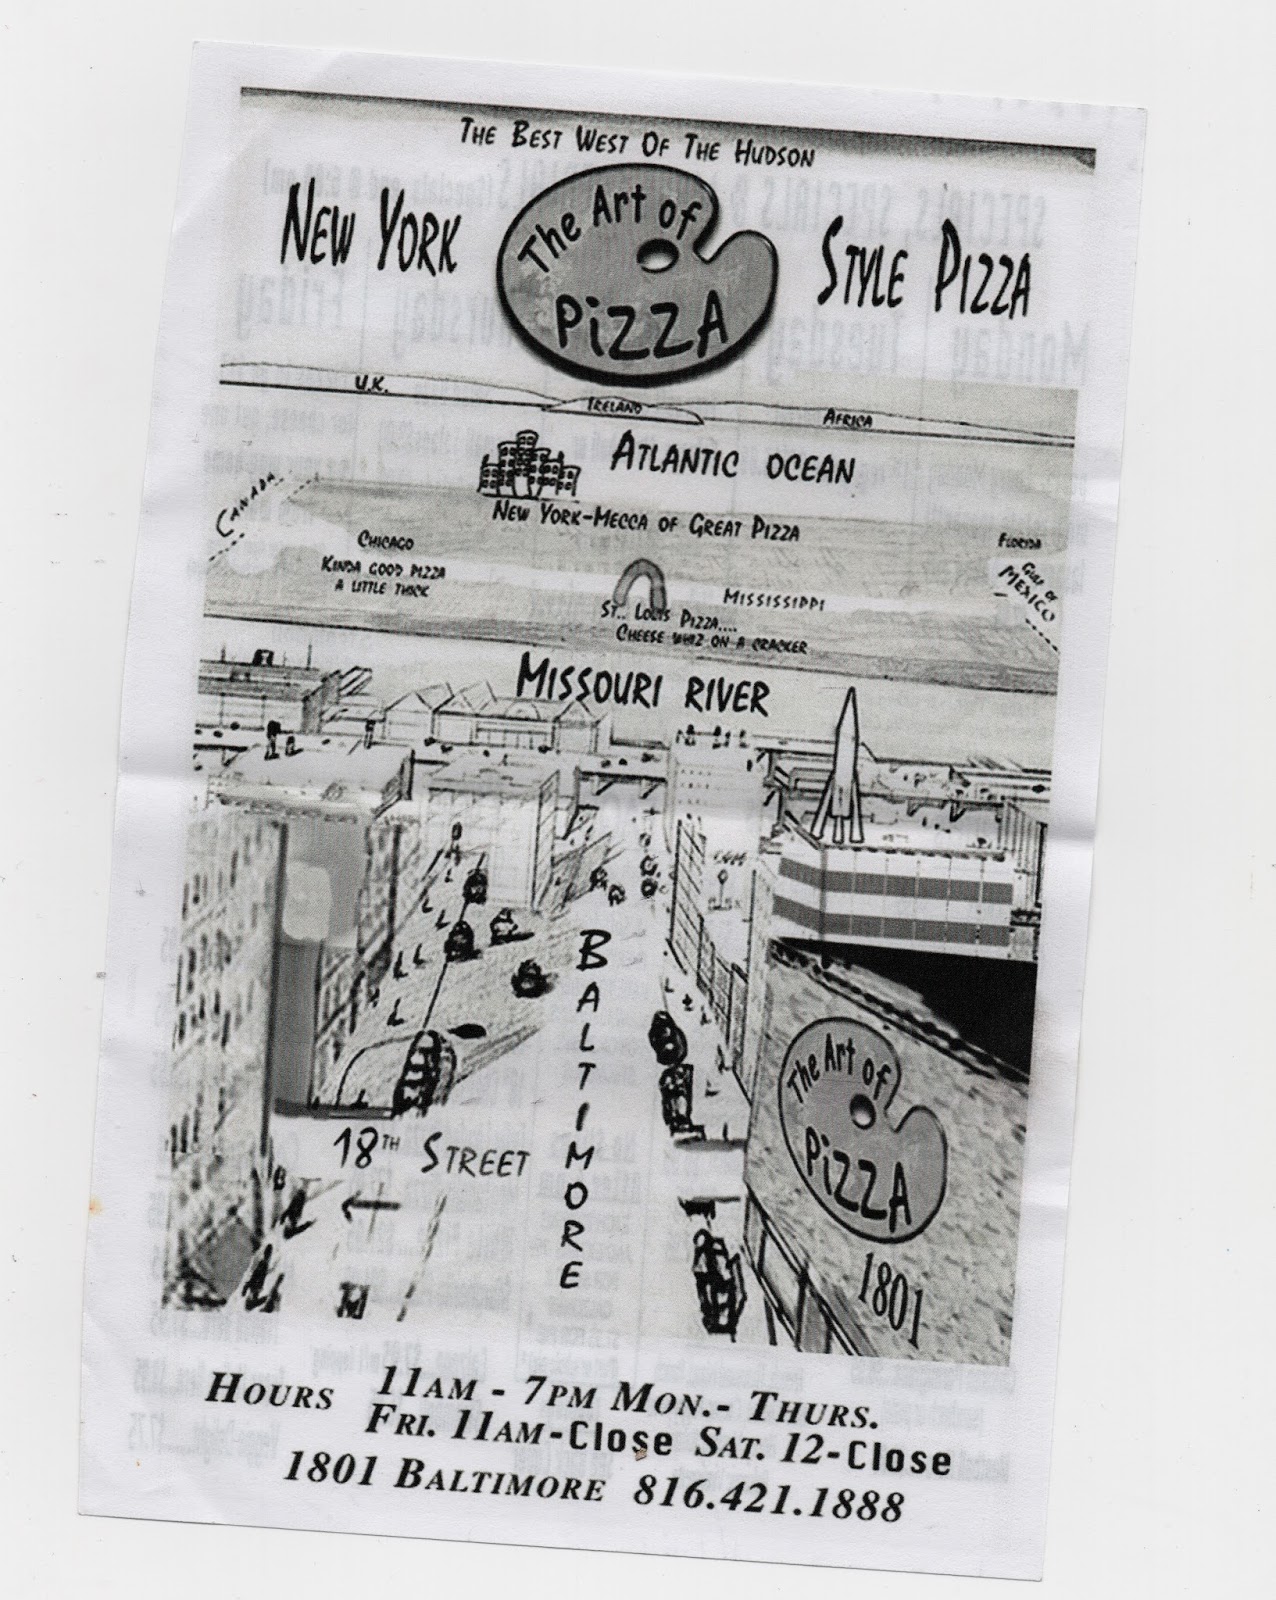 THE BEST WEST OF THE HUDSON
NEW YORK
The Art of
PiZZA
STYLE PIZZA
U.K.
IRELAND
AFRICA
ATLANTIC OCEAN
CANADA
NEW YORK-MECCA OF GREAT PIZZA
CHICAGO
KINDA GOOD PIZZA
A LITTLE THICK
FLORIDA
GULF OF
MEXICO
MISSISSIPPI
ST.. LOUIS PIZZA....
CHEESE WHIZ ON A CRACKER
MISSOURI RIVER
BALTIMORE
18TH STREET
The Art of
PiZZA
1801
HOURS 11AM - 7PM MON.- THURS.
FRI. 11AM-Close SAT. 12-Close
1801 BALTIMORE 816.421.1888